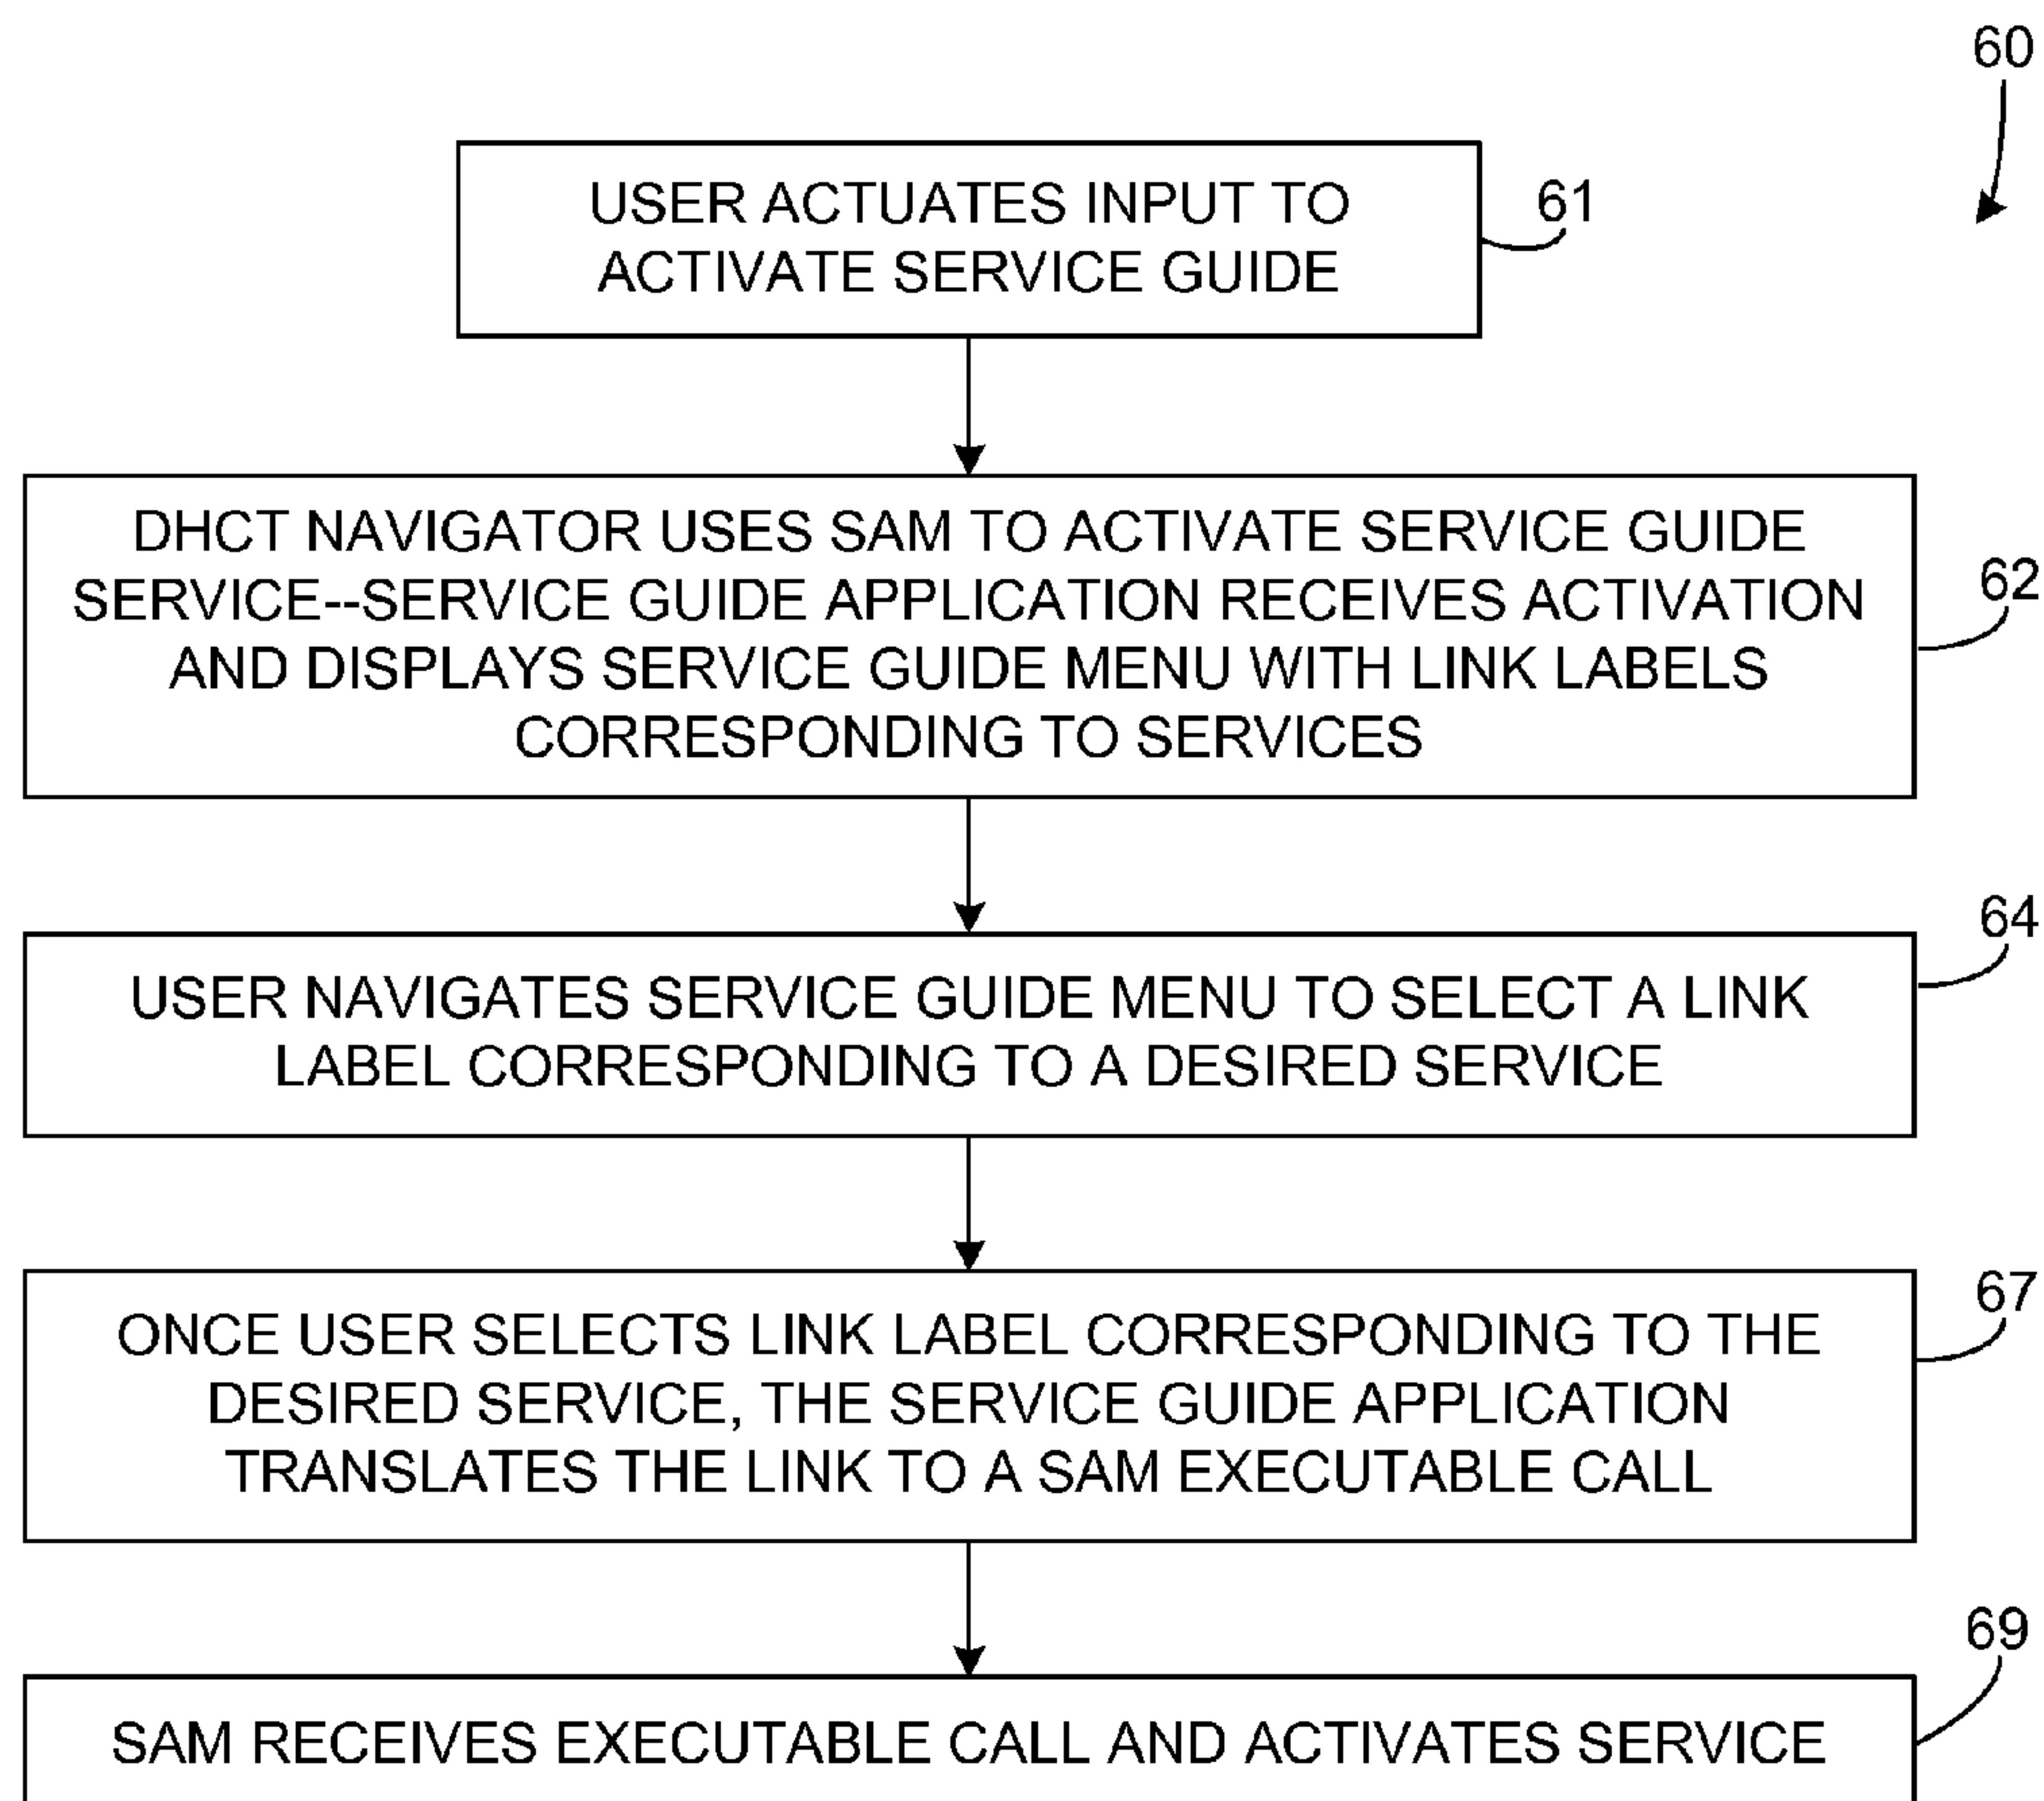 60
USER ACTUATES INPUT TO
ACTIVATE SERVICE GUIDE
61
DHCT NAVIGATOR USES SAM TO ACTIVATE SERVICE GUIDE
SERVICE--SERVICE GUIDE APPLICATION RECEIVES ACTIVATION
AND DISPLAYS SERVICE GUIDE MENU WITH LINK LABELS
CORRESPONDING TO SERVICES
62
USER NAVIGATES SERVICE GUIDE MENU TO SELECT A LINK
LABEL CORRESPONDING TO A DESIRED SERVICE
64
ONCE USER SELECTS LINK LABEL CORRESPONDING TO THE
DESIRED SERVICE, THE SERVICE GUIDE APPLICATION
TRANSLATES THE LINK TO A SAM EXECUTABLE CALL
67
SAM RECEIVES EXECUTABLE CALL AND ACTIVATES SERVICE
69